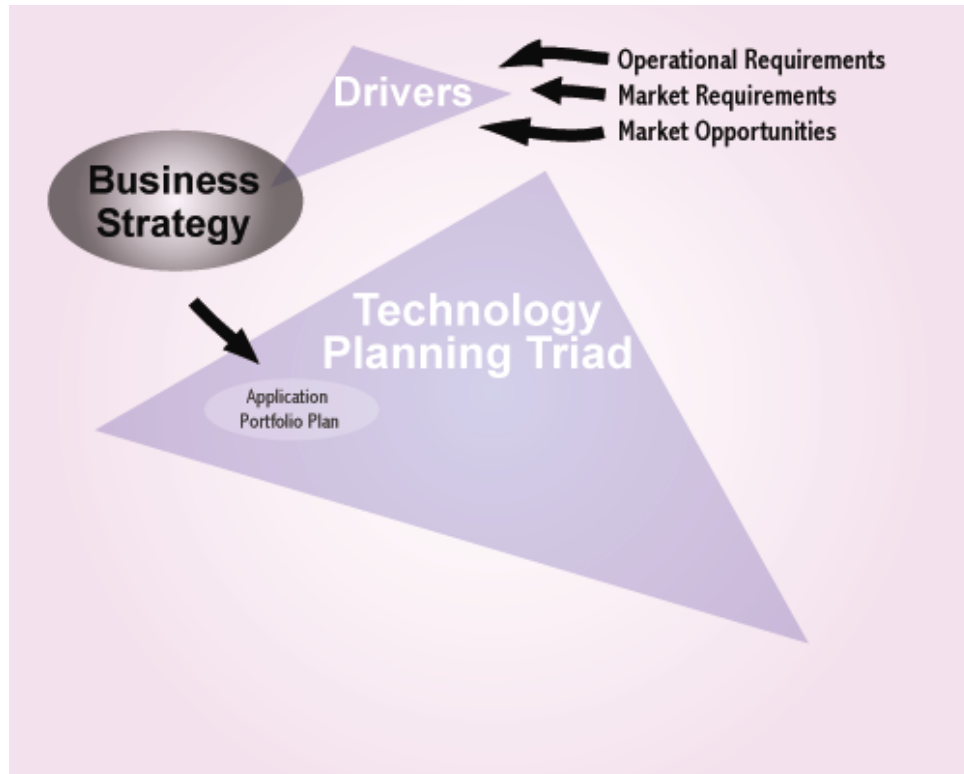 Drivers
Operational Requirements
Market Requirements
Market Opportunities
Business
Strategy
Technology
Planning Triad
Application
Portfolio Plan